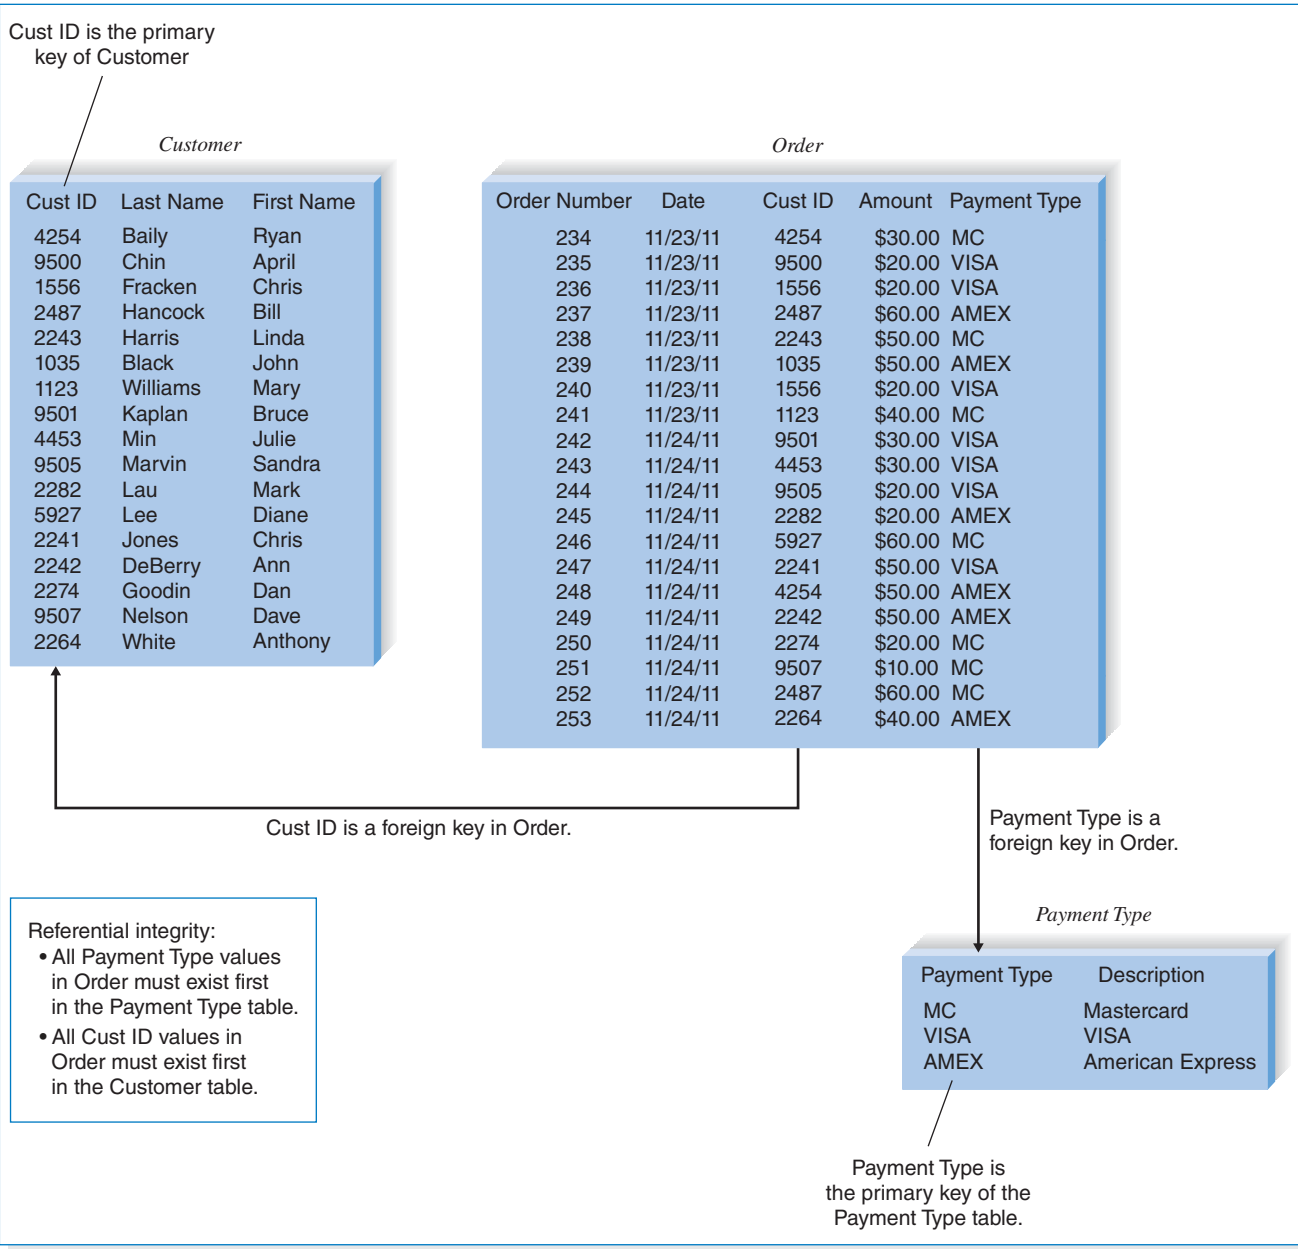 Cust ID is the primary
key of Customer
Customer
Cust ID Last Name First Name
4254 Baily Ryan
9500 Chin April
1556 Fracken Chris
2487 Hancock Bill
2243 Harris Linda
1035 Black John
1123 Williams Mary
9501 Kaplan Bruce
4453 Min Julie
9505 Marvin Sandra
2282 Lau Mark
5927 Lee Diane
2241 Jones Chris
2242 DeBerry Ann
2274 Goodin Dan
9507 Nelson Dave
2264 White Anthony
Order
Order Number Date Cust ID Amount Payment Type
234 11/23/11 4254 $30.00 MC
235 11/23/11 9500 $20.00 VISA
236 11/23/11 1556 $20.00 VISA
237 11/23/11 2487 $60.00 AMEX
238 11/23/11 2243 $50.00 MC
239 11/23/11 1035 $50.00 AMEX
240 11/23/11 1556 $20.00 VISA
241 11/23/11 1123 $40.00 MC
242 11/24/11 9501 $30.00 VISA
243 11/24/11 4453 $30.00 VISA
244 11/24/11 9505 $20.00 VISA
245 11/24/11 2282 $20.00 AMEX
246 11/24/11 5927 $60.00 MC
247 11/24/11 2241 $50.00 VISA
248 11/24/11 4254 $50.00 AMEX
249 11/24/11 2242 $50.00 AMEX
250 11/24/11 2274 $20.00 MC
251 11/24/11 9507 $10.00 MC
252 11/24/11 2487 $60.00 MC
253 11/24/11 2264 $40.00 AMEX
Cust ID is a foreign key in Order.
Payment Type is a
foreign key in Order.
Referential integrity:
• All Payment Type values
in Order must exist first
in the Payment Type table.
• All Cust ID values in
Order must exist first
in the Customer table.
Payment Type
Payment Type Description
MC Mastercard
VISA VISA
AMEX American Express
Payment Type is
the primary key of the
Payment Type table.